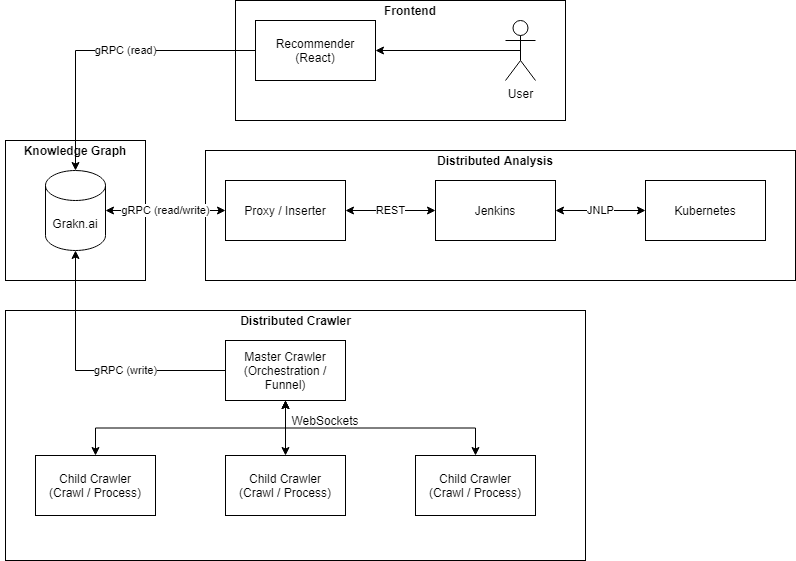 Frontend
Recommender
(React)
User
gRPC (read)
Knowledge Graph
Grakn.ai
gRPC (read/write)
Distributed Analysis
Proxy / Inserter
REST
Jenkins
JNLP
Kubernetes
Distributed Crawler
Master Crawler
(Orchestration /
Funnel)
gRPC (write)
WebSockets
Child Crawler
(Crawl / Process)
Child Crawler
(Crawl / Process)
Child Crawler
(Crawl / Process)